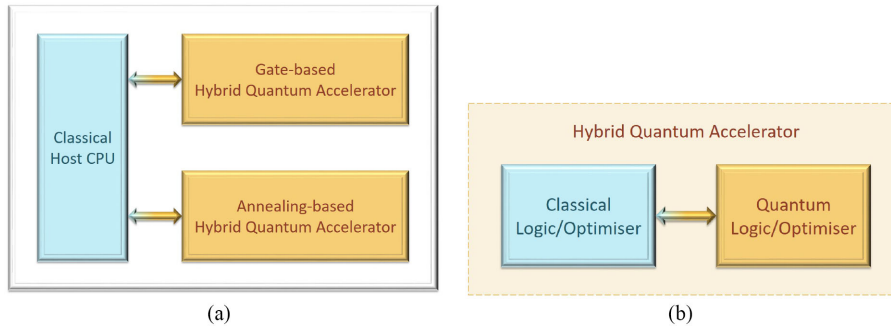 Classical
Host CPU
Gate-based
Hybrid Quantum Accelerator
Annealing-based
Hybrid Quantum Accelerator
(a)
Hybrid Quantum Accelerator
Classical
Logic/Optimiser
Quantum
Logic/Optimiser
(b)